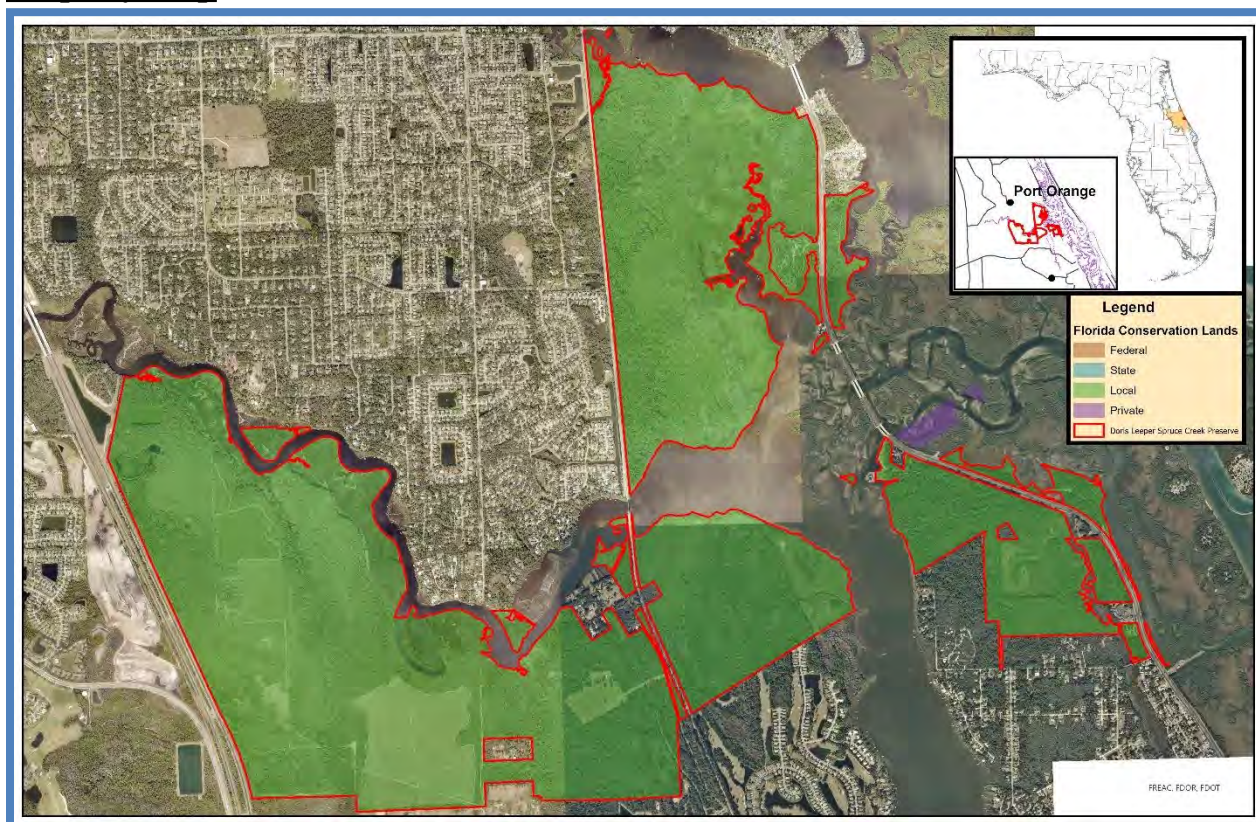 Port Orange
Legend
Florida Conservation Lands
Federal
State
Local
Private
Doris Leeper Spruce Creek Preserve
FREAC, FDOR, FDOT